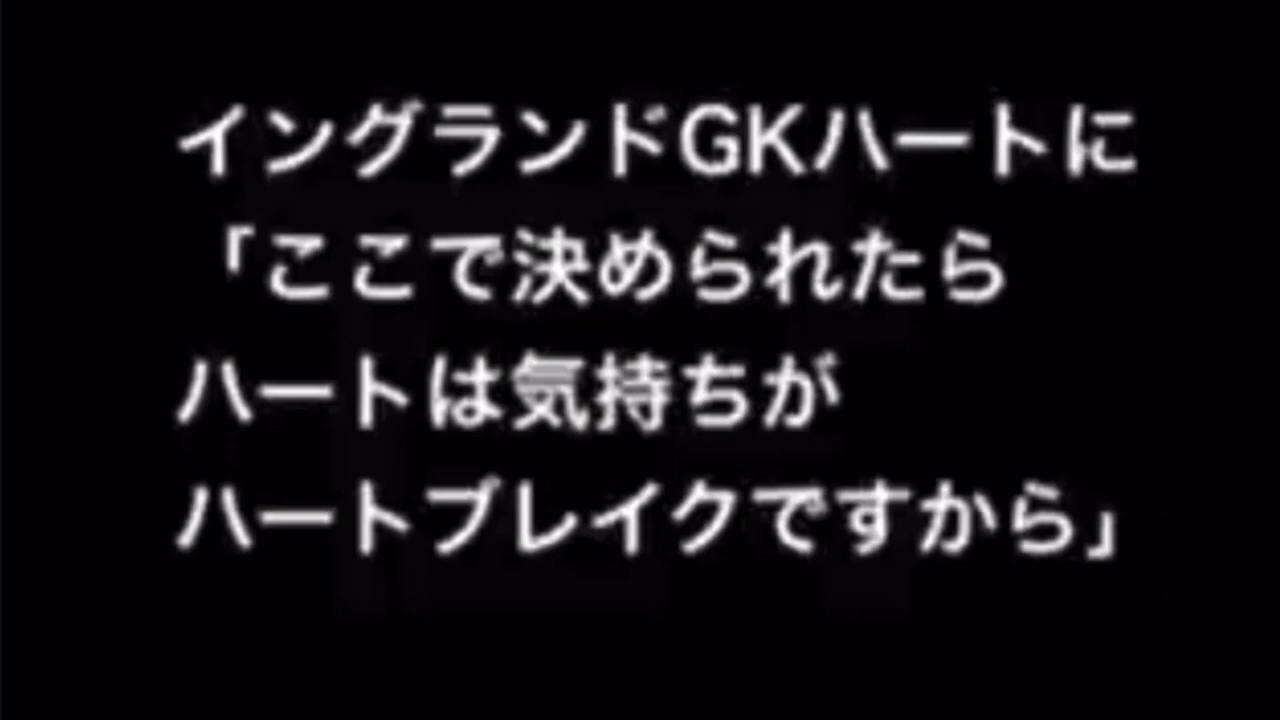 イングランドGKハートに
「ここで決められたら
ハートは気持ちが
ハートブレイクですから」